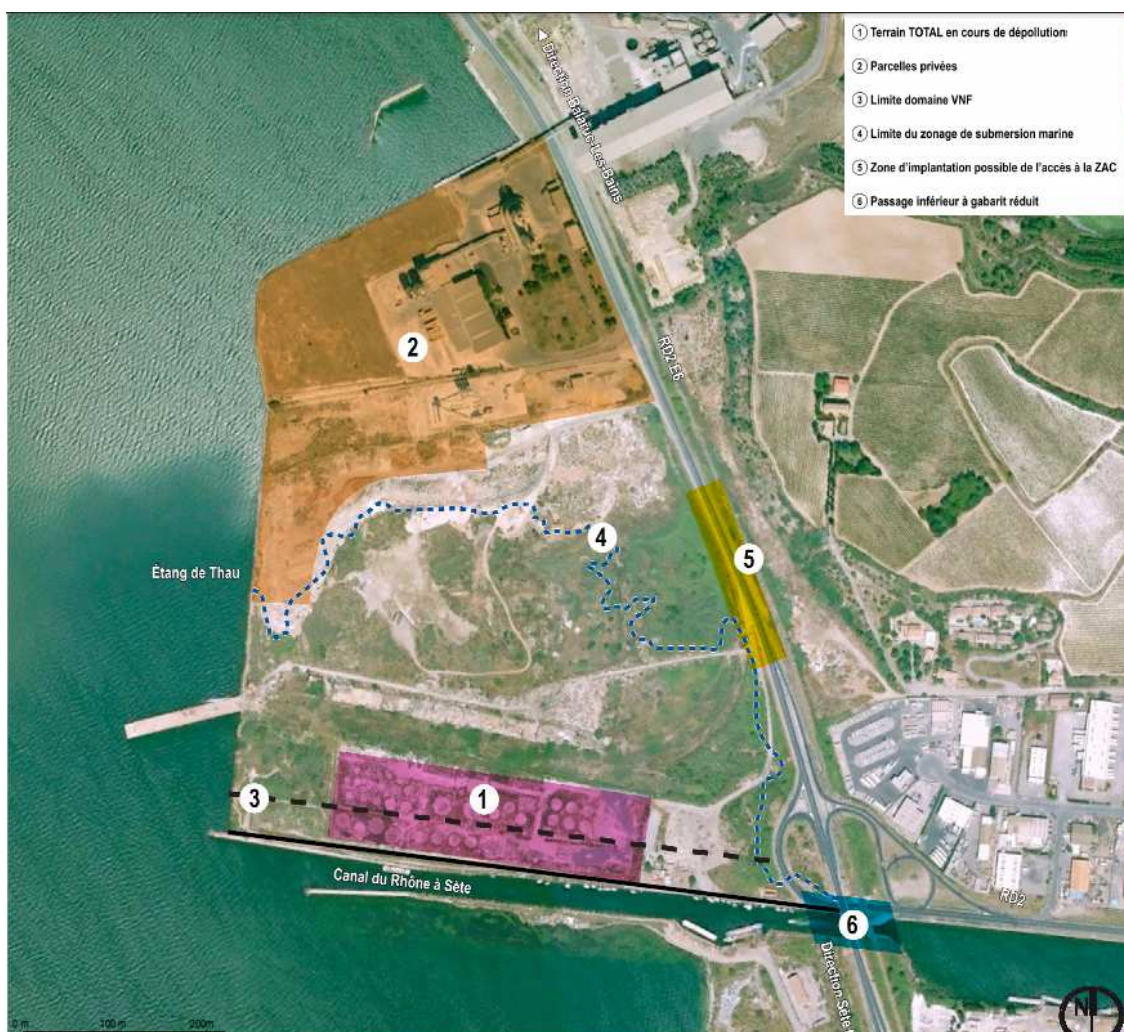 1 Terrain TOTAL en cours de dépollution
2 Parcelles privées
3 Limite domaine VNF
4 Limite du zonage de submersion marine
5 Zone d'implantation possible de l'accès à la ZAC
6 Passage inférieur à gabarit réduit
Direction Balaruc-Les-Bains
2
RD2 E6
4
5
Étang de Thau
3
1
Canal du Rhône à Sète
RD2
6
Direction Sète
N
0 m 100 m 200m